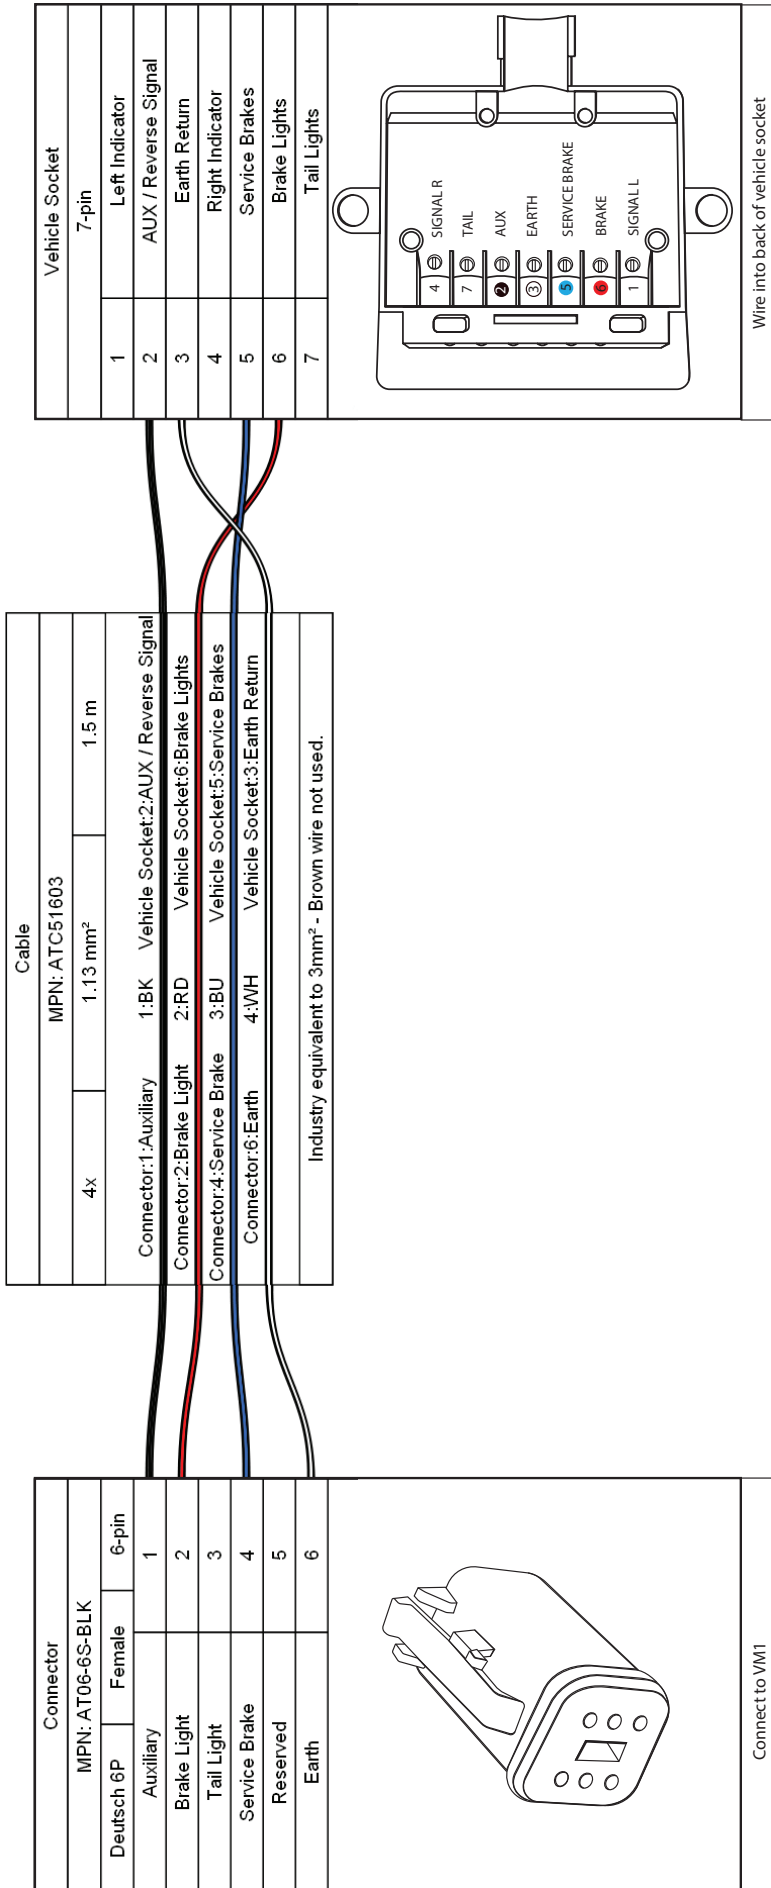 Connector
MPN: AT06-6S-BLK
Deutsch 6P Female 6-pin
Auxiliary 1
Brake Light 2
Tail Light 3
Service Brake 4
Reserved 5
Earth 6
Connect to VM1
Cable
MPN: ATC51603
4x 1.13 mm² 1.5 m
Connector:1:Auxiliary 1:BK Vehicle Socket:2:AUX / Reverse Signal
Connector:2:Brake Light 2:RD Vehicle Socket:6:Brake Lights
Connector:4:Service Brake 3:BU Vehicle Socket:5:Service Brakes
Connector:6:Earth 4:WH Vehicle Socket:3:Earth Return
Industry equivalent to 3mm² - Brown wire not used.
Vehicle Socket
7-pin
1 Left Indicator
2 AUX / Reverse Signal
3 Earth Return
4 Right Indicator
5 Service Brakes
6 Brake Lights
7 Tail Lights
4 SIGNAL R
7 TAIL
2 AUX
3 EARTH
5 SERVICE BRAKE
6 BRAKE
1 SIGNAL L
Wire into back of vehicle socket